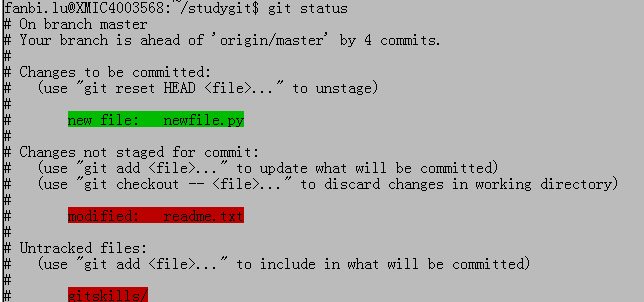 fanbi.lu@XMIC4003568:~/studygit$ git status
# On branch master
# Your branch is ahead of 'origin/master' by 4 commits.
#
# Changes to be committed:
#   (use "git reset HEAD <file>..." to unstage)
#
#       new file:   newfile.py
#
# Changes not staged for commit:
#   (use "git add <file>..." to update what will be committed)
#   (use "git checkout -- <file>..." to discard changes in working directory)
#
#       modified:   readme.txt
#
# Untracked files:
#   (use "git add <file>..." to include in what will be committed)
#
#       gitskills/